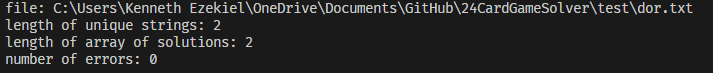 file: C:\Users\Kenneth Ezekiel\OneDrive\Documents\GitHub\24CardGameSolver\test\dor.txt
length of unique strings: 2
length of array of solutions: 2
number of errors: 0